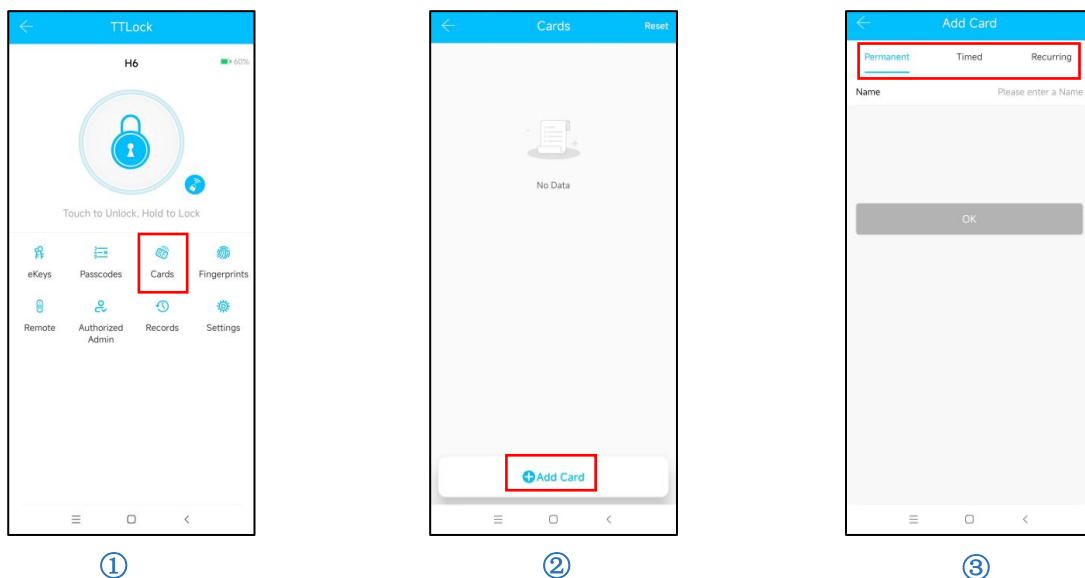 TTLock
H6
60%
Touch to Unlock, Hold to Lock
eKeys Passcodes Cards Fingerprints
Remote Authorized Admin Records Settings
①
Cards Reset
No Data
Add Card
②
Add Card
Permanent Timed Recurring
Name Please enter a Name
OK
③